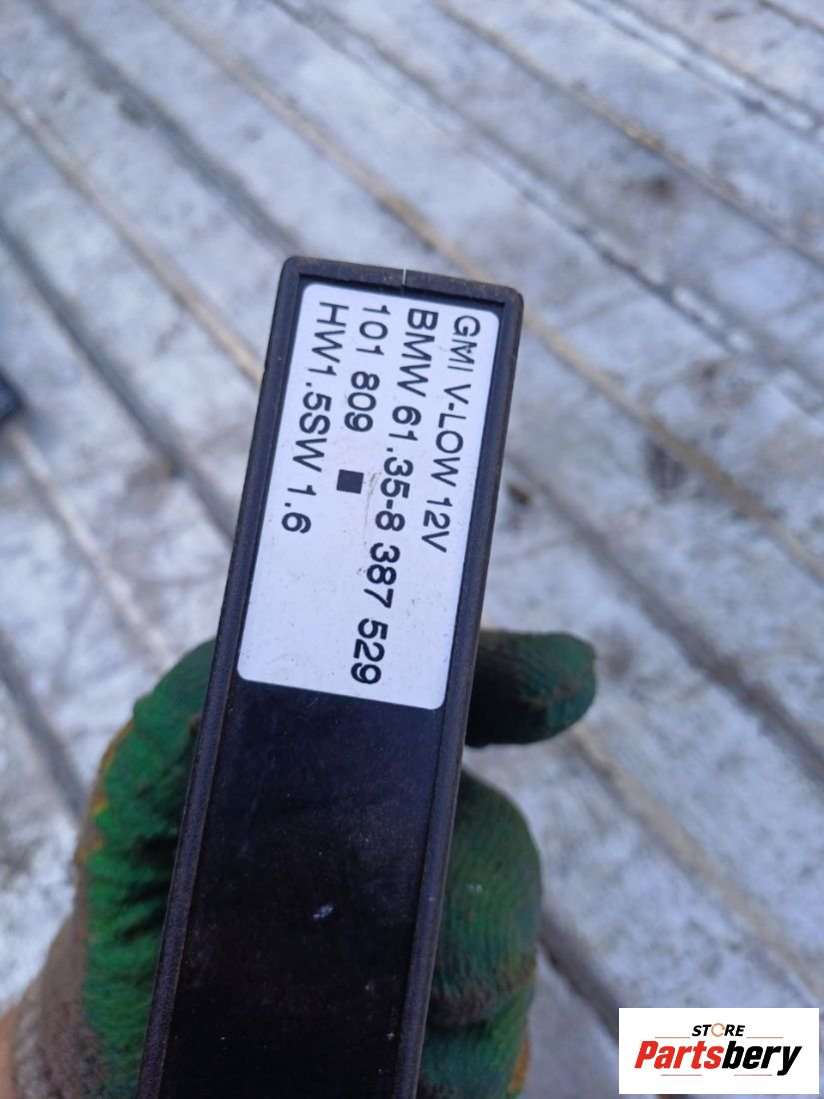 GMI V-LOW 12V
BMW 61.35-8 387 529
101 809
HW1.5SW 1.6
STORE
Partsbery